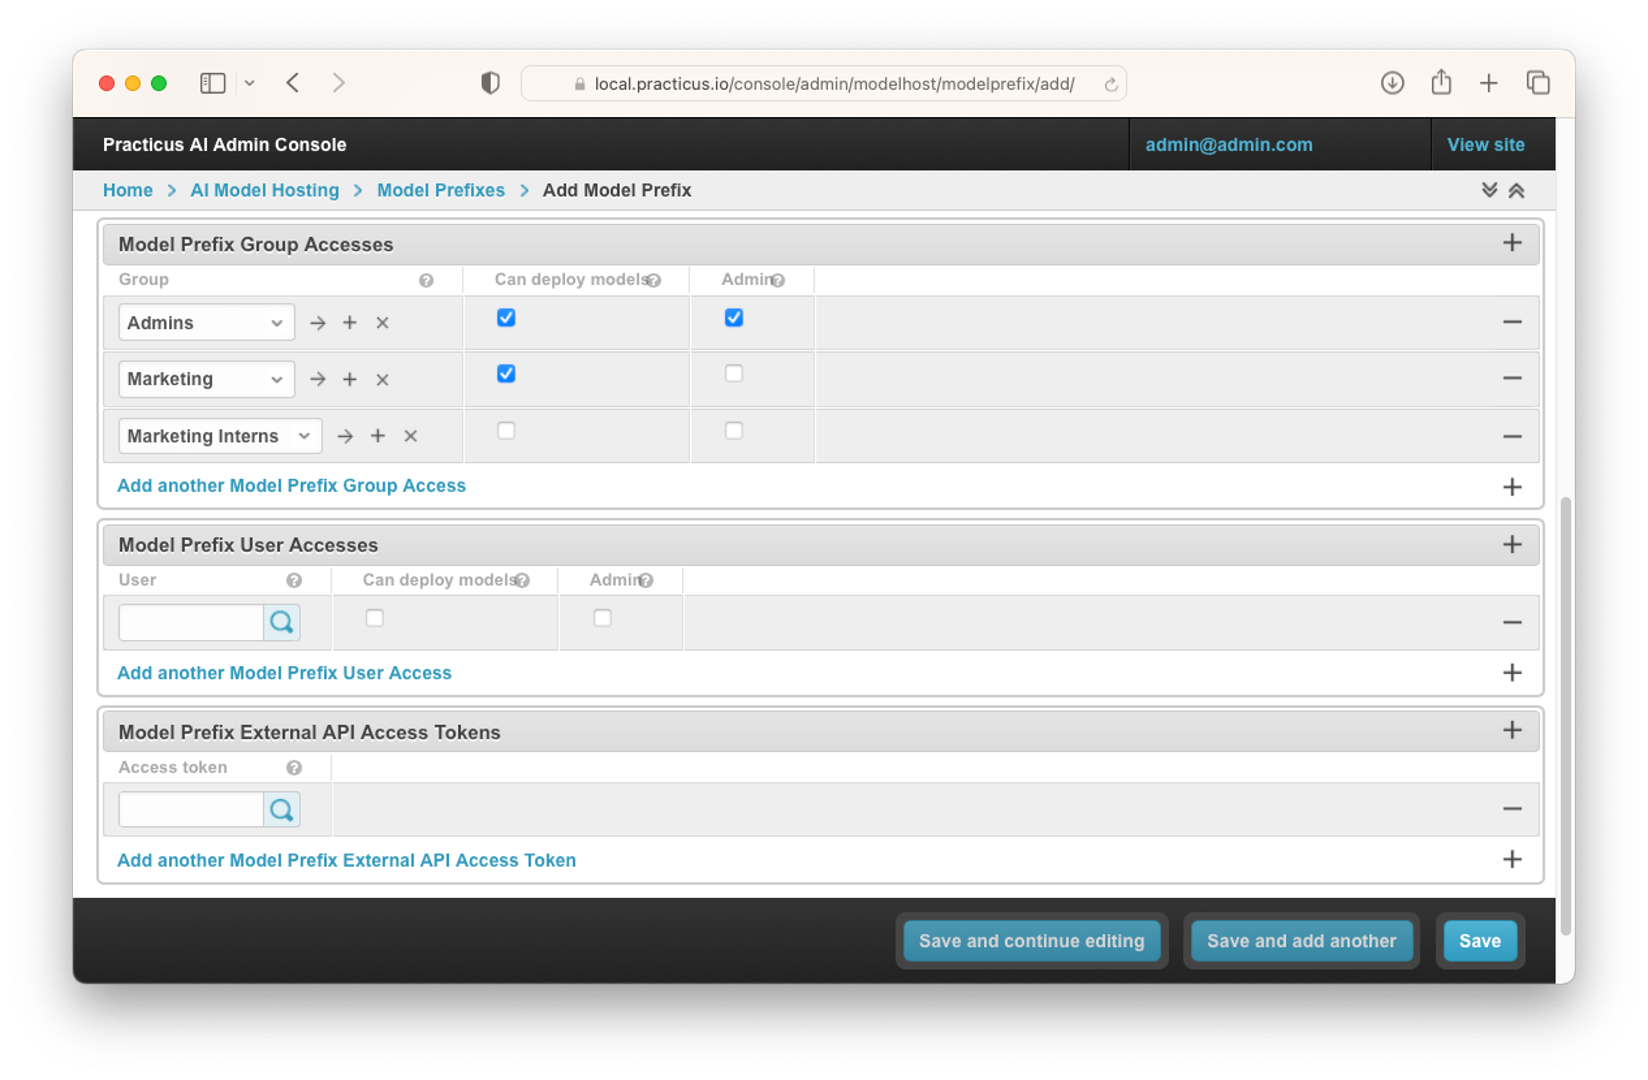 local.practicus.io/console/admin/modelhost/modelprefix/add/
Practicus AI Admin Console
admin@admin.com
View site
Home > AI Model Hosting > Model Prefixes > Add Model Prefix
Model Prefix Group Accesses
Group Can deploy models Admin
Admins
Marketing
Marketing Interns
Add another Model Prefix Group Access
Model Prefix User Accesses
User Can deploy models Admin
Add another Model Prefix User Access
Model Prefix External API Access Tokens
Access token
Add another Model Prefix External API Access Token
Save and continue editing
Save and add another
Save